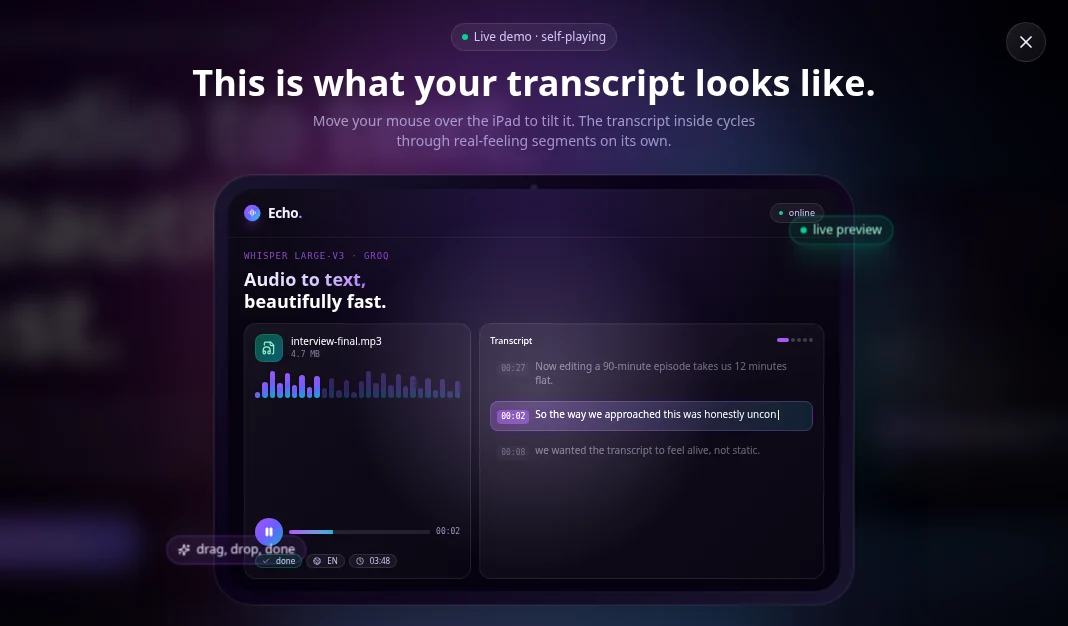 Live demo · self-playing
This is what your transcript looks like.
Move your mouse over the iPad to tilt it. The transcript inside cycles
through real-feeling segments on its own.
Echo.
online
live preview
WHISPER LARGE-V3 · GROQ
Audio to text,
beautifully fast.
interview-final.mp3
4.7 MB
00:02
drag, drop, done
done
EN
03:48
Transcript
00:27 Now editing a 90-minute episode takes us 12 minutes
flat.
00:02 So the way we approached this was honestly uncon|
00:08 we wanted the transcript to feel alive, not static.